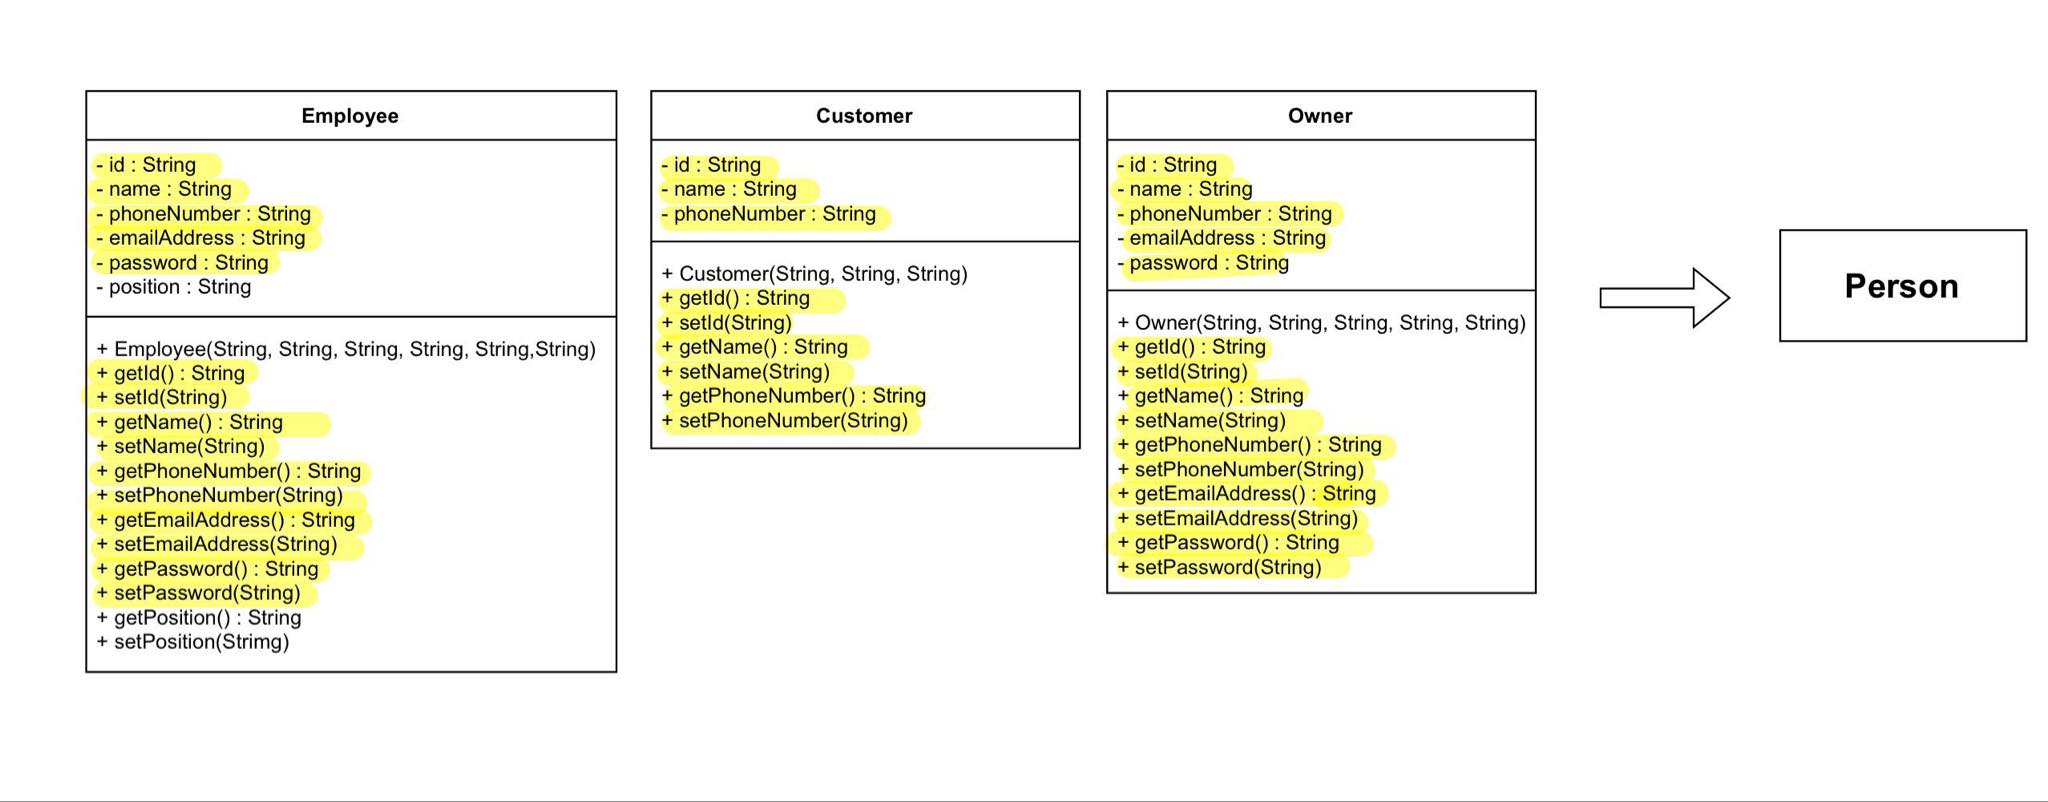 Employee
- id : String
- name : String
- phoneNumber : String
- emailAddress : String
- password : String
- position : String
+ Employee(String, String, String, String, String,String)
+ getId() : String
+ setId(String)
+ getName() : String
+ setName(String)
+ getPhoneNumber() : String
+ setPhoneNumber(String)
+ getEmailAddress() : String
+ setEmailAddress(String)
+ getPassword() : String
+ setPassword(String)
+ getPosition() : String
+ setPosition(Strimg)
Customer
- id : String
- name : String
- phoneNumber : String
+ Customer(String, String, String)
+ getId() : String
+ setId(String)
+ getName() : String
+ setName(String)
+ getPhoneNumber() : String
+ setPhoneNumber(String)
Owner
- id : String
- name : String
- phoneNumber : String
- emailAddress : String
- password : String
+ Owner(String, String, String, String, String)
+ getId() : String
+ setId(String)
+ getName() : String
+ setName(String)
+ getPhoneNumber() : String
+ setPhoneNumber(String)
+ getEmailAddress() : String
+ setEmailAddress(String)
+ getPassword() : String
+ setPassword(String)
Person